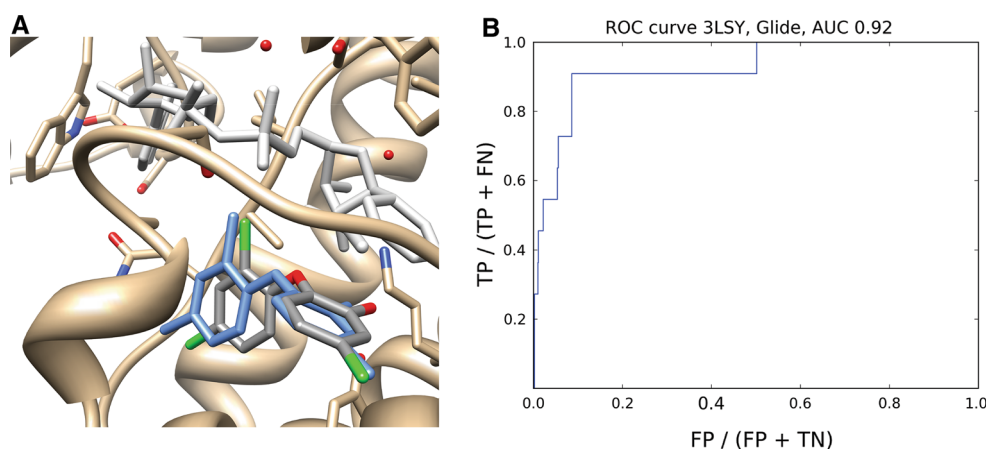 A
B
ROC curve 3LSY, Glide, AUC 0.92
1.0
0.8
0.6
0.4
0.2
TP / (TP + FN)
0.0 0.2 0.4 0.6 0.8 1.0
FP / (FP + TN)